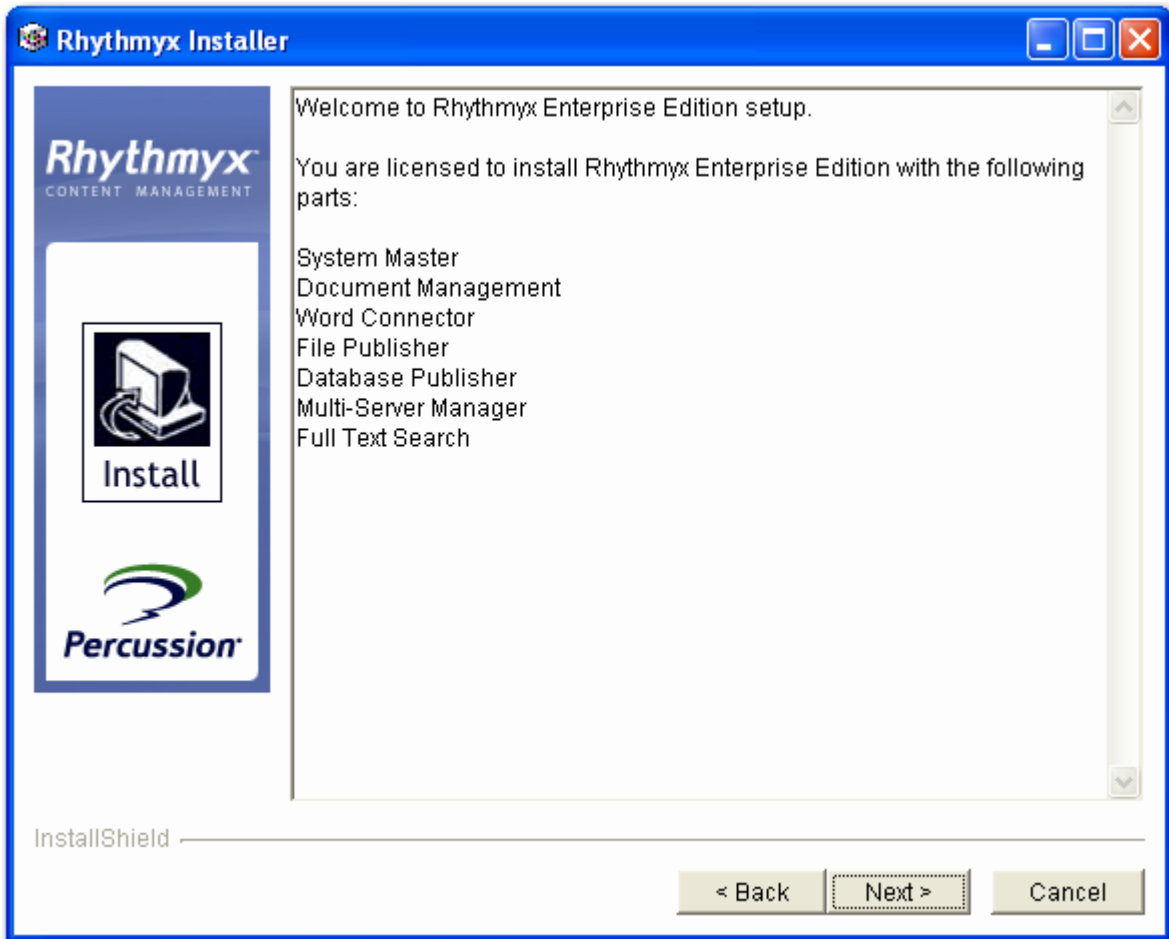 Rhythmyx Installer
Rhythmyx
CONTENT MANAGEMENT
Install
Percussion
Welcome to Rhythmyx Enterprise Edition setup.
You are licensed to install Rhythmyx Enterprise Edition with the following
parts:
System Master
Document Management
Word Connector
File Publisher
Database Publisher
Multi-Server Manager
Full Text Search
InstallShield
< Back
Next >
Cancel